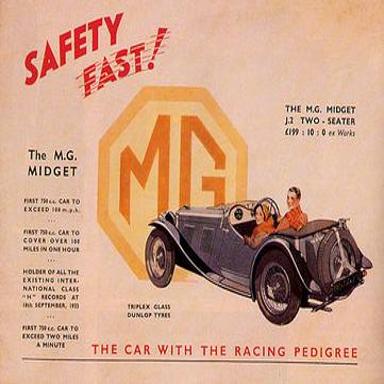 SAFETY
FAST!
MG
THE M.G. MIDGET
J.2 TWO-SEATER
£199 : 10 : 0 ex Works
The M.G.
MIDGET
FIRST 750 c.c. CAR TO
EXCEED 100 m.p.h.
...
FIRST 750 c.c. CAR TO
COVER OVER 100
MILES IN ONE HOUR
...
HOLDER OF ALL THE
EXISTING INTER-
NATIONAL CLASS
"H" RECORDS AT
18th SEPTEMBER, 1933
...
FIRST 750 c.c. CAR TO
EXCEED TWO MILES
A MINUTE
TRIPLEX GLASS
DUNLOP TYRES
THE CAR WITH THE RACING PEDIGREE